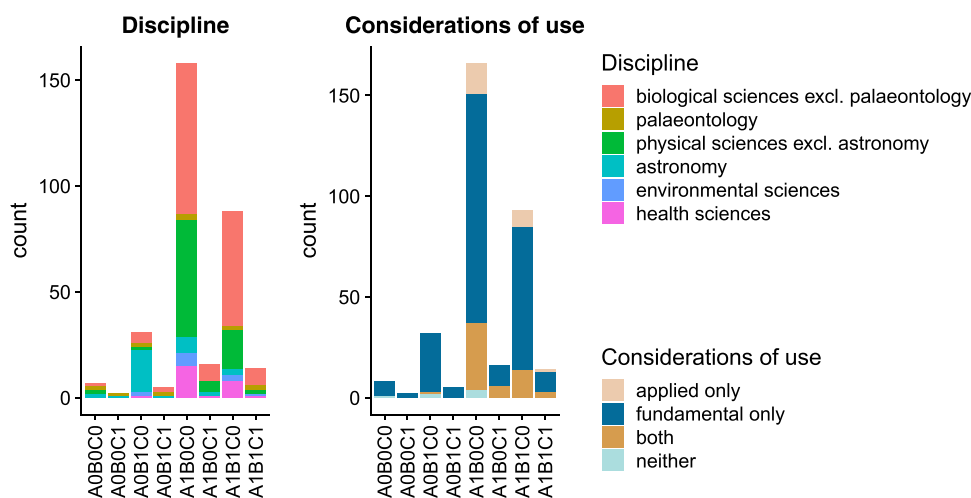 Discipline
count
150
100
50
0
A0B0C0
A0B0C1
A0B1C0
A0B1C1
A1B0C0
A1B0C1
A1B1C0
A1B1C1
Considerations of use
count
150
100
50
0
A0B0C0
A0B0C1
A0B1C0
A0B1C1
A1B0C0
A1B0C1
A1B1C0
A1B1C1
Discipline
biological sciences excl. palaeontology
palaeontology
physical sciences excl. astronomy
astronomy
environmental sciences
health sciences
Considerations of use
applied only
fundamental only
both
neither